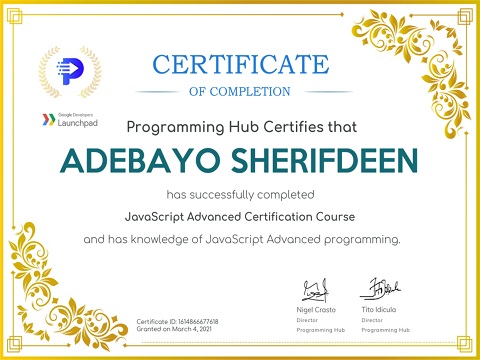 CERTIFICATE
OF COMPLETION
Google Developers
Launchpad
Programming Hub Certifies that
ADEBAYO SHERIFDEEN
has successfully completed
JavaScript Advanced Certification Course
and has knowledge of JavaScript Advanced programming.
Nigel Crasto
Director
Programming Hub
Tito Idicula
Director
Programming Hub
Certificate ID: 1614866677618
Granted on March 4, 2021